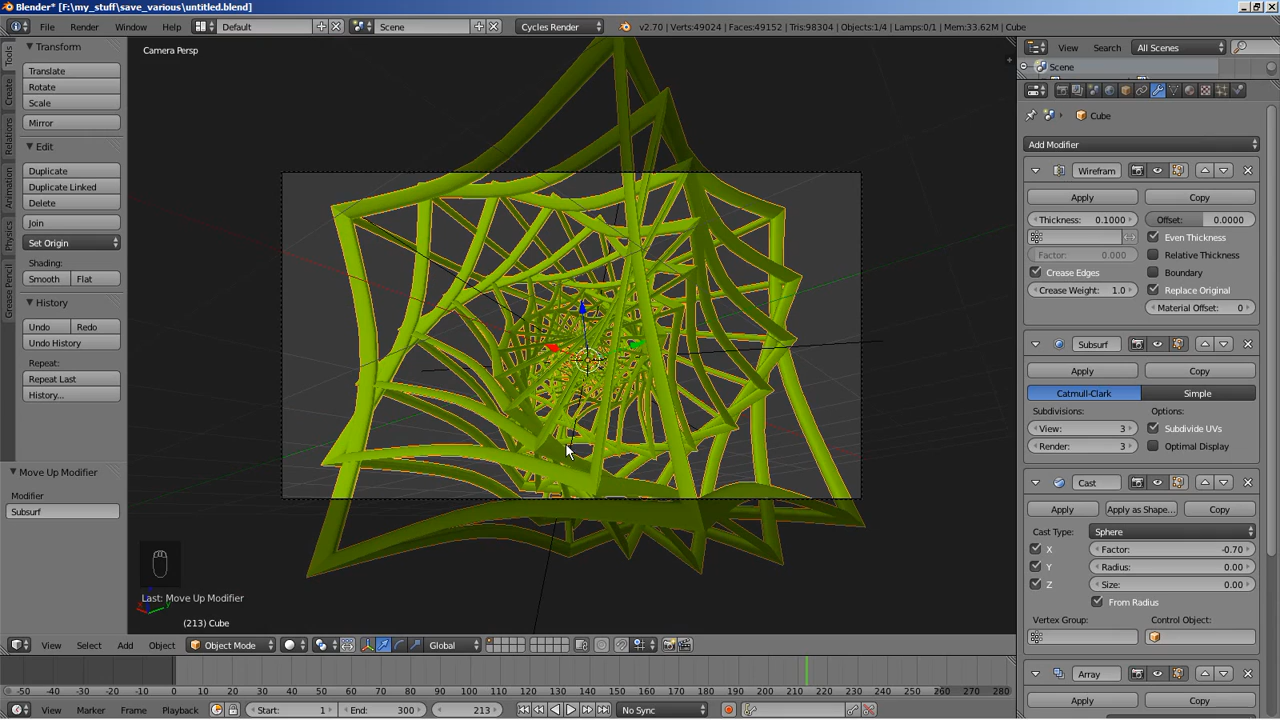 Blender* [F:\my_stuff\save_various\untitled.blend]
File Render Window Help Default Scene Cycles Render v2.70 | Verts:49024 | Faces:49152 | Tris:98304 | Objects:1/4 | Lamps:0/1 | Mem:33.62M | Cube
Tools
Create
Relations
Animation
Physics
Grease Pencil
Transform
Translate
Rotate
Scale
Mirror
Edit
Duplicate
Duplicate Linked
Delete
Join
Set Origin
Shading:
Smooth Flat
History
Undo Redo
Undo History
Repeat:
Repeat Last
History...
Move Up Modifier
Modifier
Subsurf
Camera Persp
Last: Move Up Modifier
(213) Cube
View Select Add Object Object Mode Global
-50 -40 -30 -20 -10 0 10 20 30 40 50 60 70 80 90 100 110 120 130 140 150 160 170 180 190 200 210 220 230 240 250 260 270 280
View Marker Frame Playback Start: 1 End: 300 213 No Sync
View Search All Scenes
Scene
Cube
Add Modifier
Wirefram
Apply Copy
Thickness: 0.1000 Offset: 0.0000
Even Thickness
Factor: 0.000 Relative Thickness
Crease Edges Boundary
Crease Weight: 1.0 Replace Original
Material Offset: 0
Subsurf
Apply Copy
Catmull-Clark Simple
Subdivisions: Options:
View: 3 Subdivide UVs
Render: 3 Optimal Display
Cast
Apply Apply as Shape... Copy
Cast Type: Sphere
X Factor: -0.70
Y Radius: 0.00
Z Size: 0.00
From Radius
Vertex Group: Control Object:
Array
Apply Copy